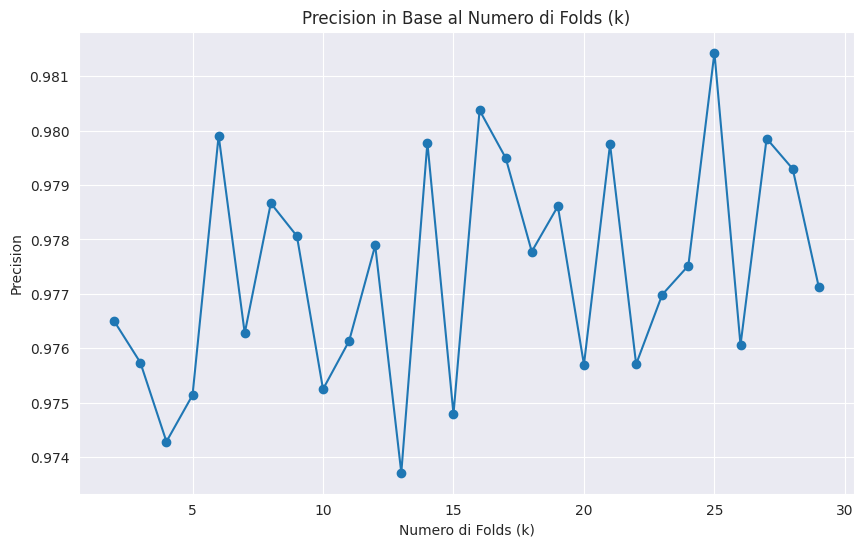 Precision in Base al Numero di Folds (k)
Precision
0.981
0.980
0.979
0.978
0.977
0.976
0.975
0.974
5 10 15 20 25 30
Numero di Folds (k)